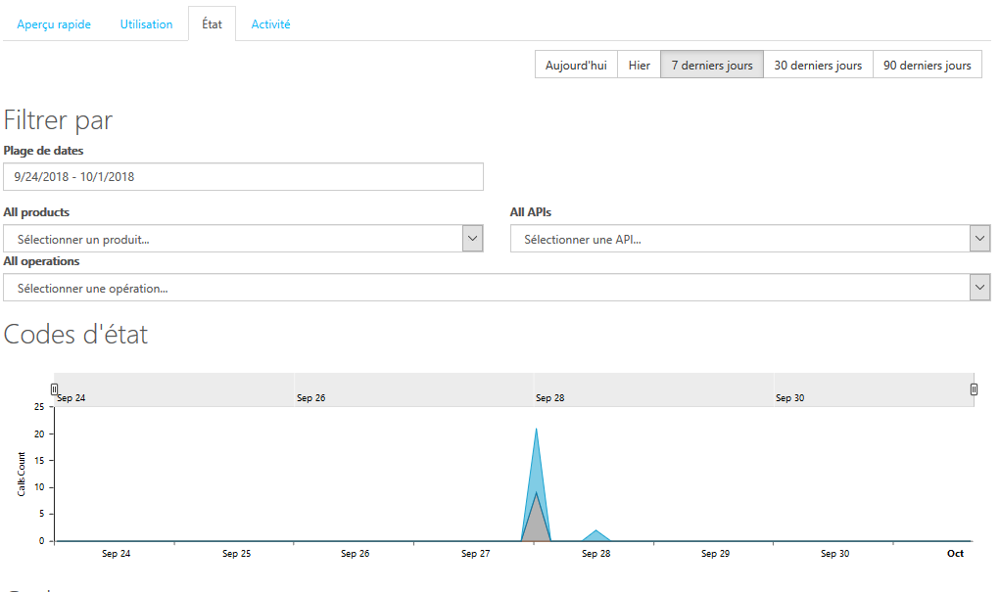 Aperçu rapide Utilisation État Activité
Aujourd'hui Hier 7 derniers jours 30 derniers jours 90 derniers jours
Filtrer par
Plage de dates
9/24/2018 - 10/1/2018
All products All APIs
Sélectionner un produit... Sélectionner une API...
All operations
Sélectionner une opération...
Codes d'état
Sep 24 Sep 26 Sep 28 Sep 30
25
20
15
10
5
0
Calls Count
Sep 24 Sep 25 Sep 26 Sep 27 Sep 28 Sep 29 Sep 30 Oct